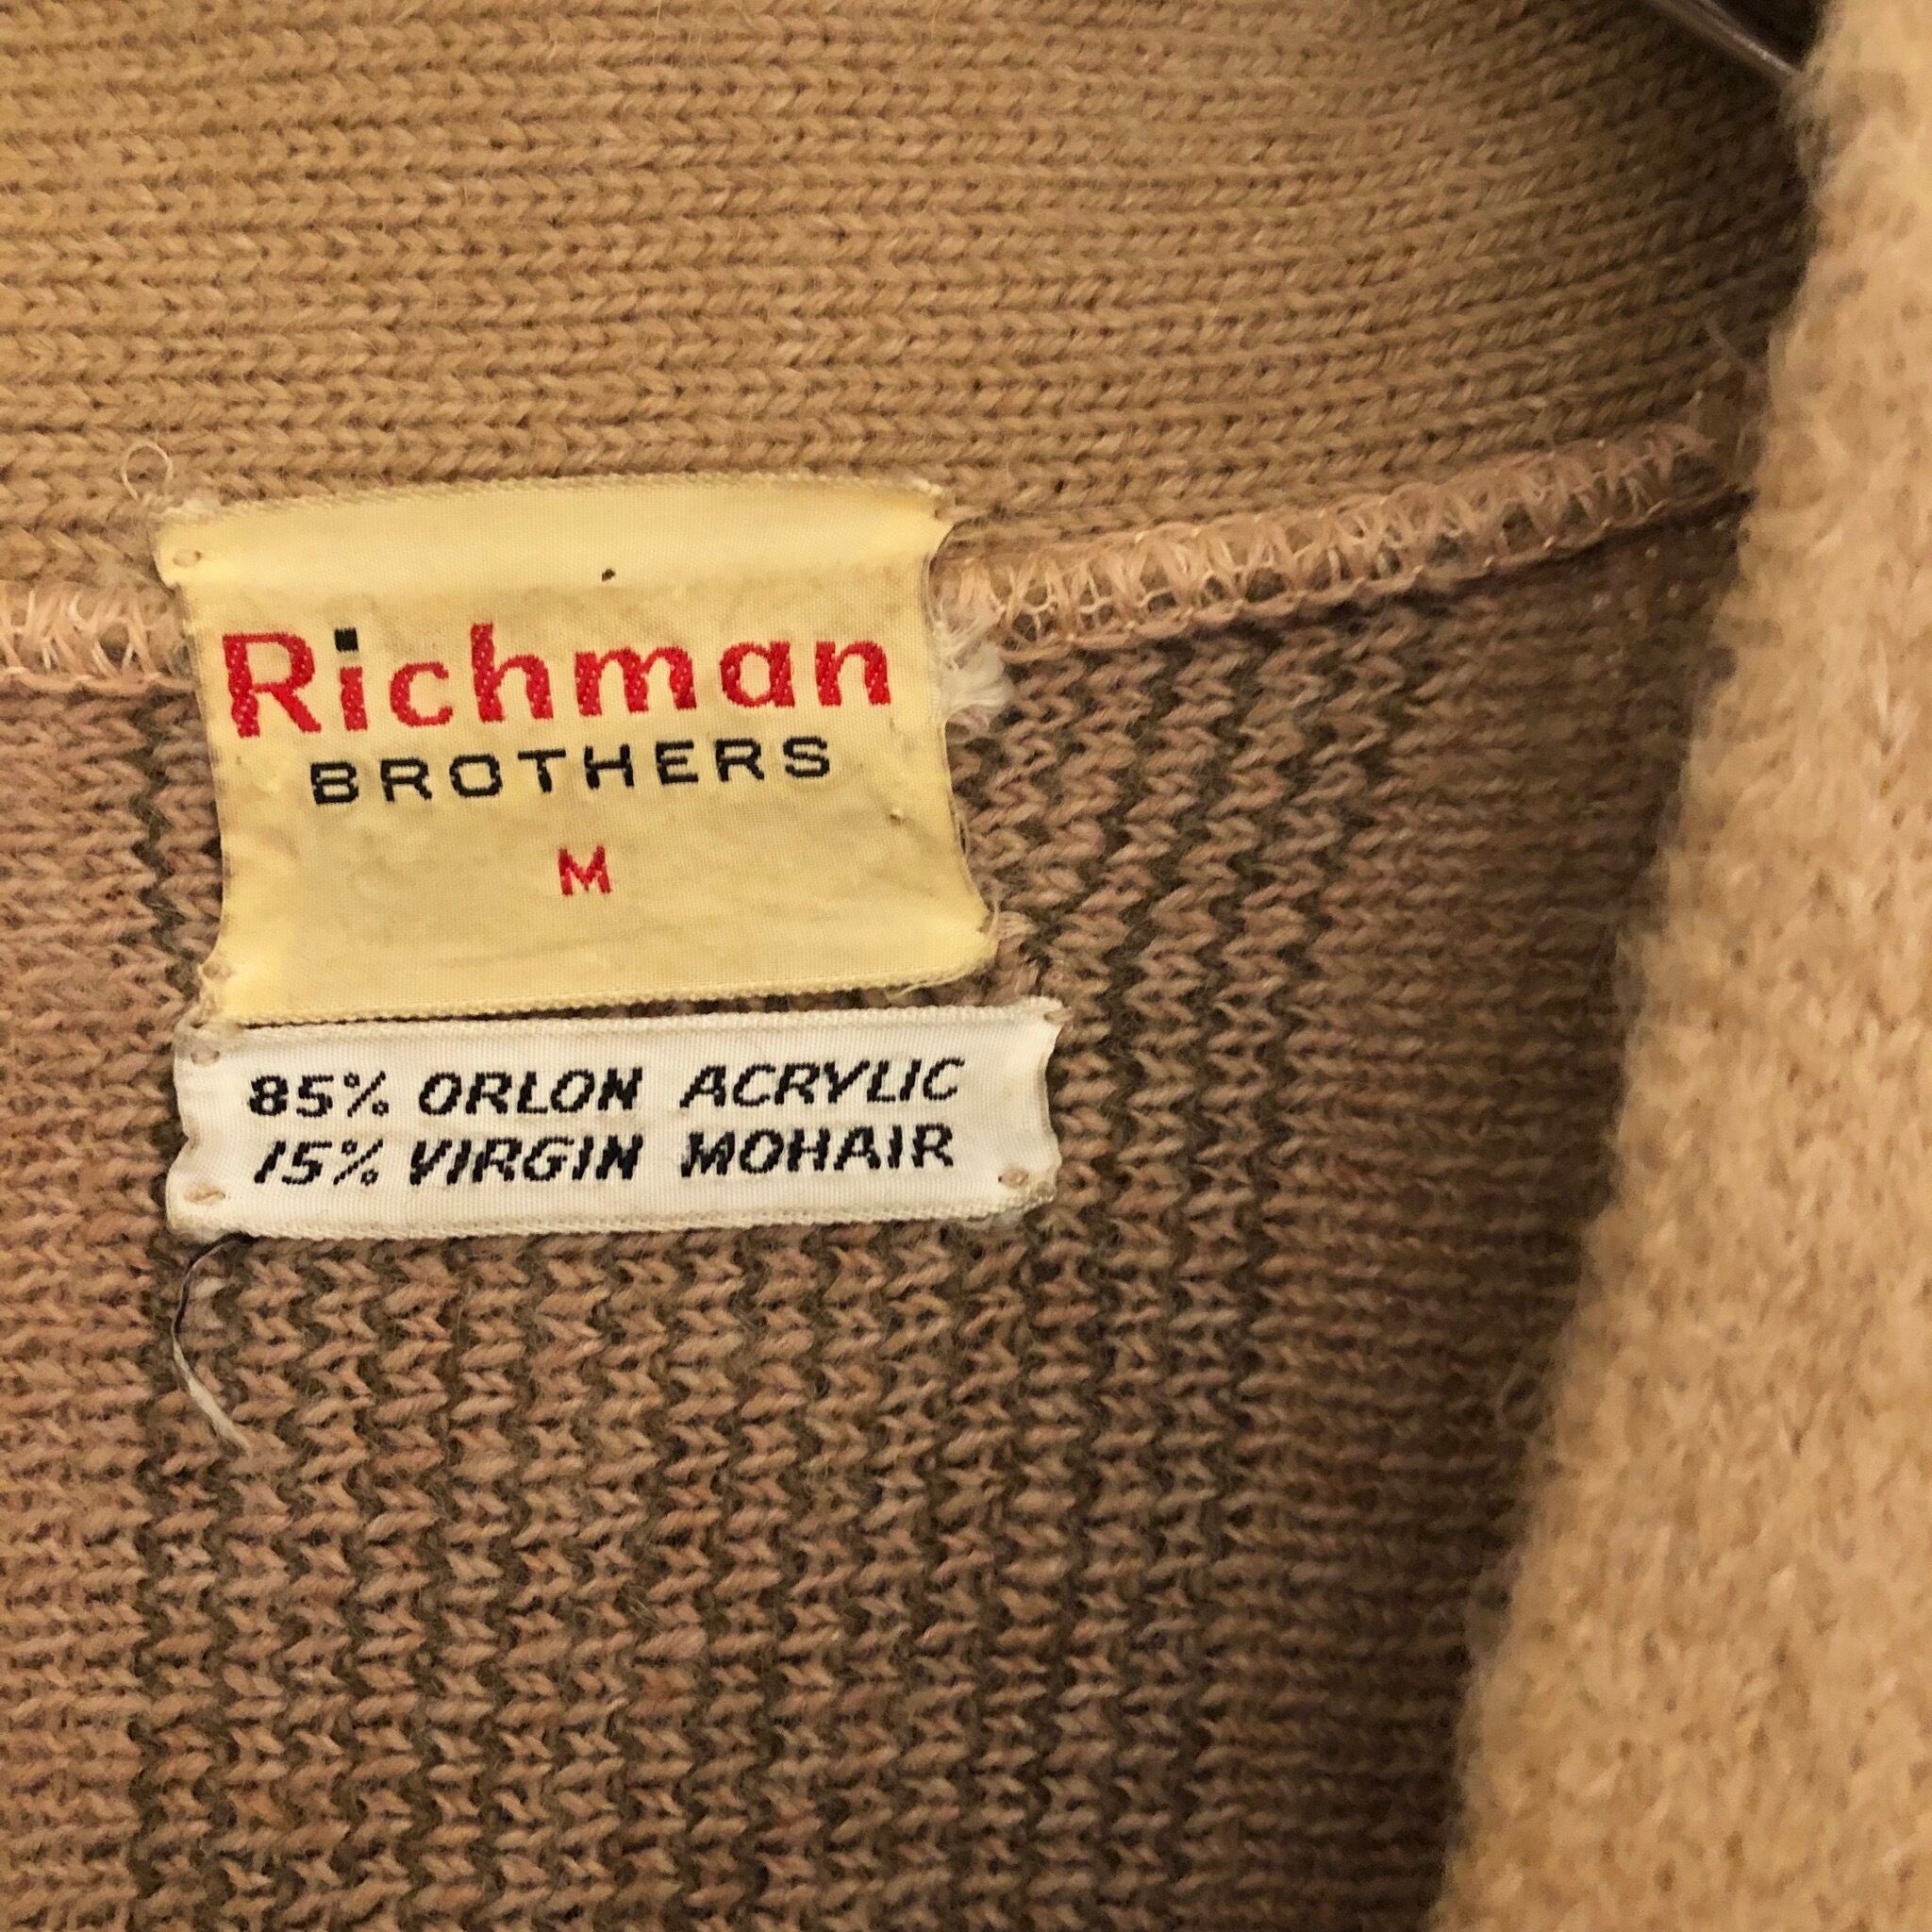 Richman
BROTHERS
M
85% ORLON ACRYLIC
15% VIRGIN MOHAIR